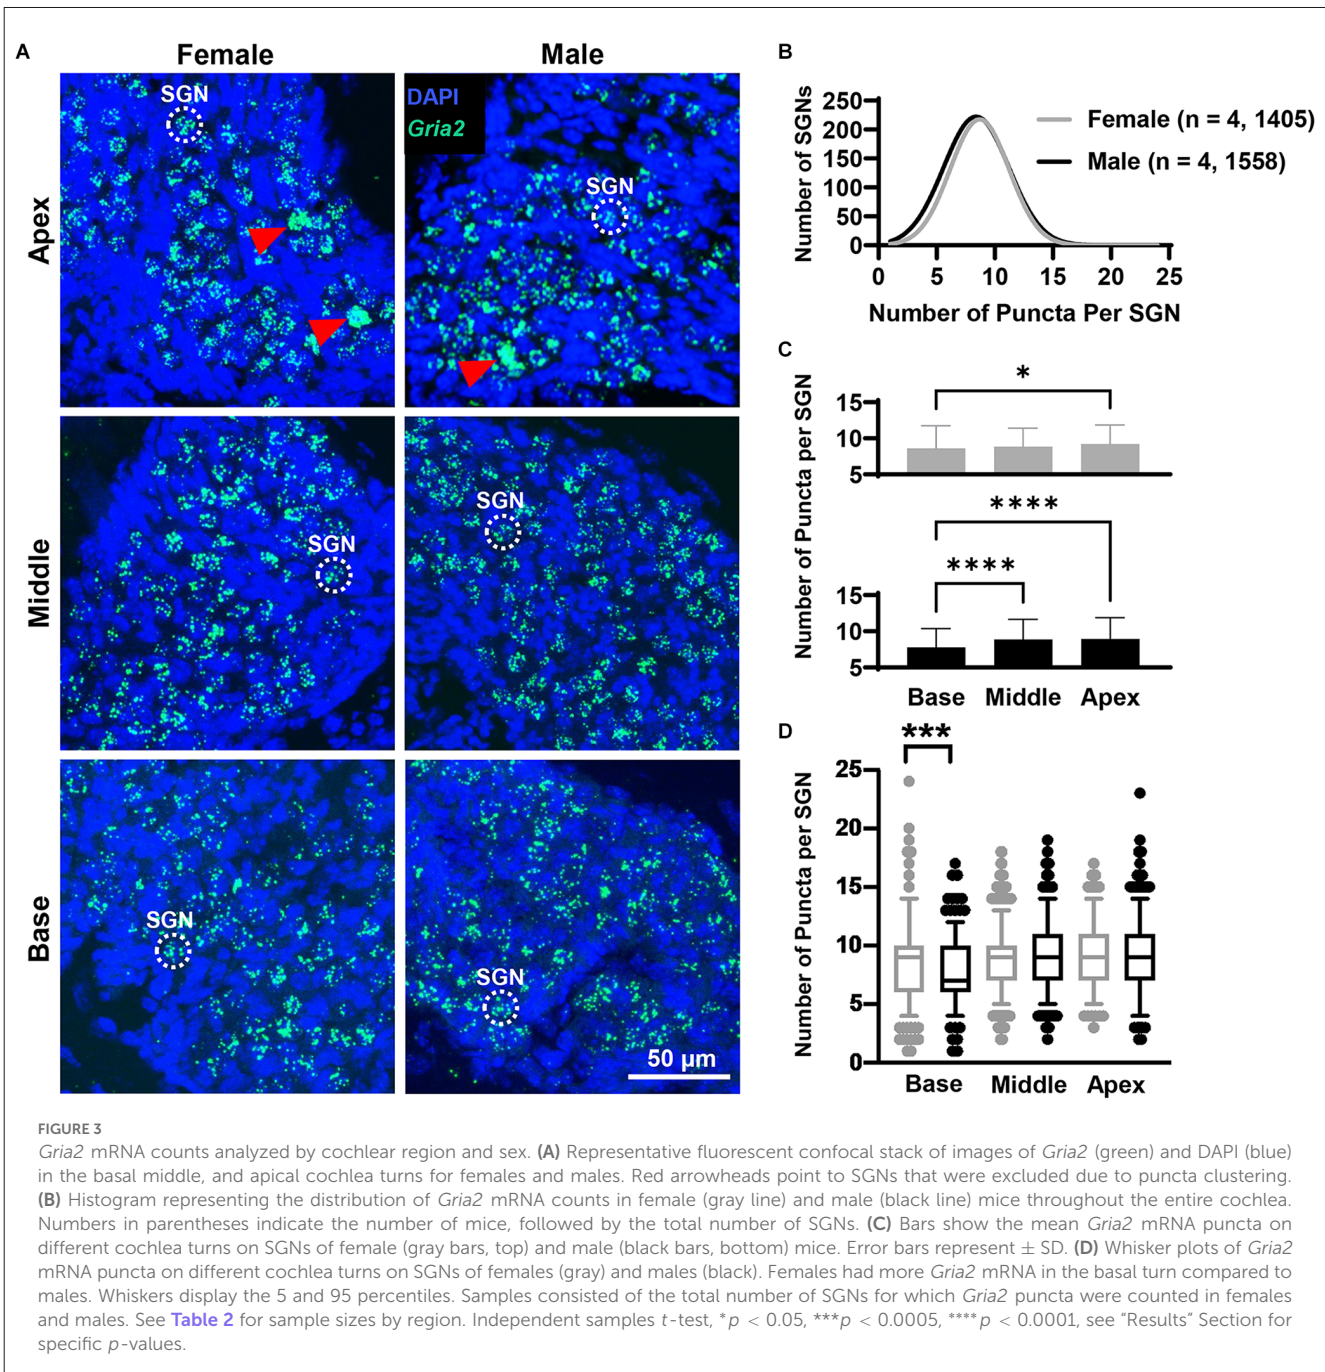 A
Female
Male
Apex
Middle
Base
SGN
DAPI
Gria2
SGN
SGN
SGN
SGN
SGN
50 µm
B
Number of SGNs
250
200
150
100
50
0
0 5 10 15 20 25
Number of Puncta Per SGN
Female (n = 4, 1405)
Male (n = 4, 1558)
C
Number of Puncta per SGN
15
10
5
*
****
****
15
10
5
Base Middle Apex
D
***
Number of Puncta per SGN
25
20
15
10
5
0
Base Middle Apex
FIGURE 3
Gria2 mRNA counts analyzed by cochlear region and sex. (A) Representative fluorescent confocal stack of images of Gria2 (green) and DAPI (blue)
in the basal middle, and apical cochlea turns for females and males. Red arrowheads point to SGNs that were excluded due to puncta clustering.
(B) Histogram representing the distribution of Gria2 mRNA counts in female (gray line) and male (black line) mice throughout the entire cochlea.
Numbers in parentheses indicate the number of mice, followed by the total number of SGNs. (C) Bars show the mean Gria2 mRNA puncta on
different cochlea turns on SGNs of female (gray bars, top) and male (black bars, bottom) mice. Error bars represent ± SD. (D) Whisker plots of Gria2
mRNA puncta on different cochlea turns on SGNs of females (gray) and males (black). Females had more Gria2 mRNA in the basal turn compared to
males. Whiskers display the 5 and 95 percentiles. Samples consisted of the total number of SGNs for which Gria2 puncta were counted in females
and males. See Table 2 for sample sizes by region. Independent samples t-test, *p < 0.05, ***p < 0.0005, ****p < 0.0001, see "Results" Section for
specific p-values.